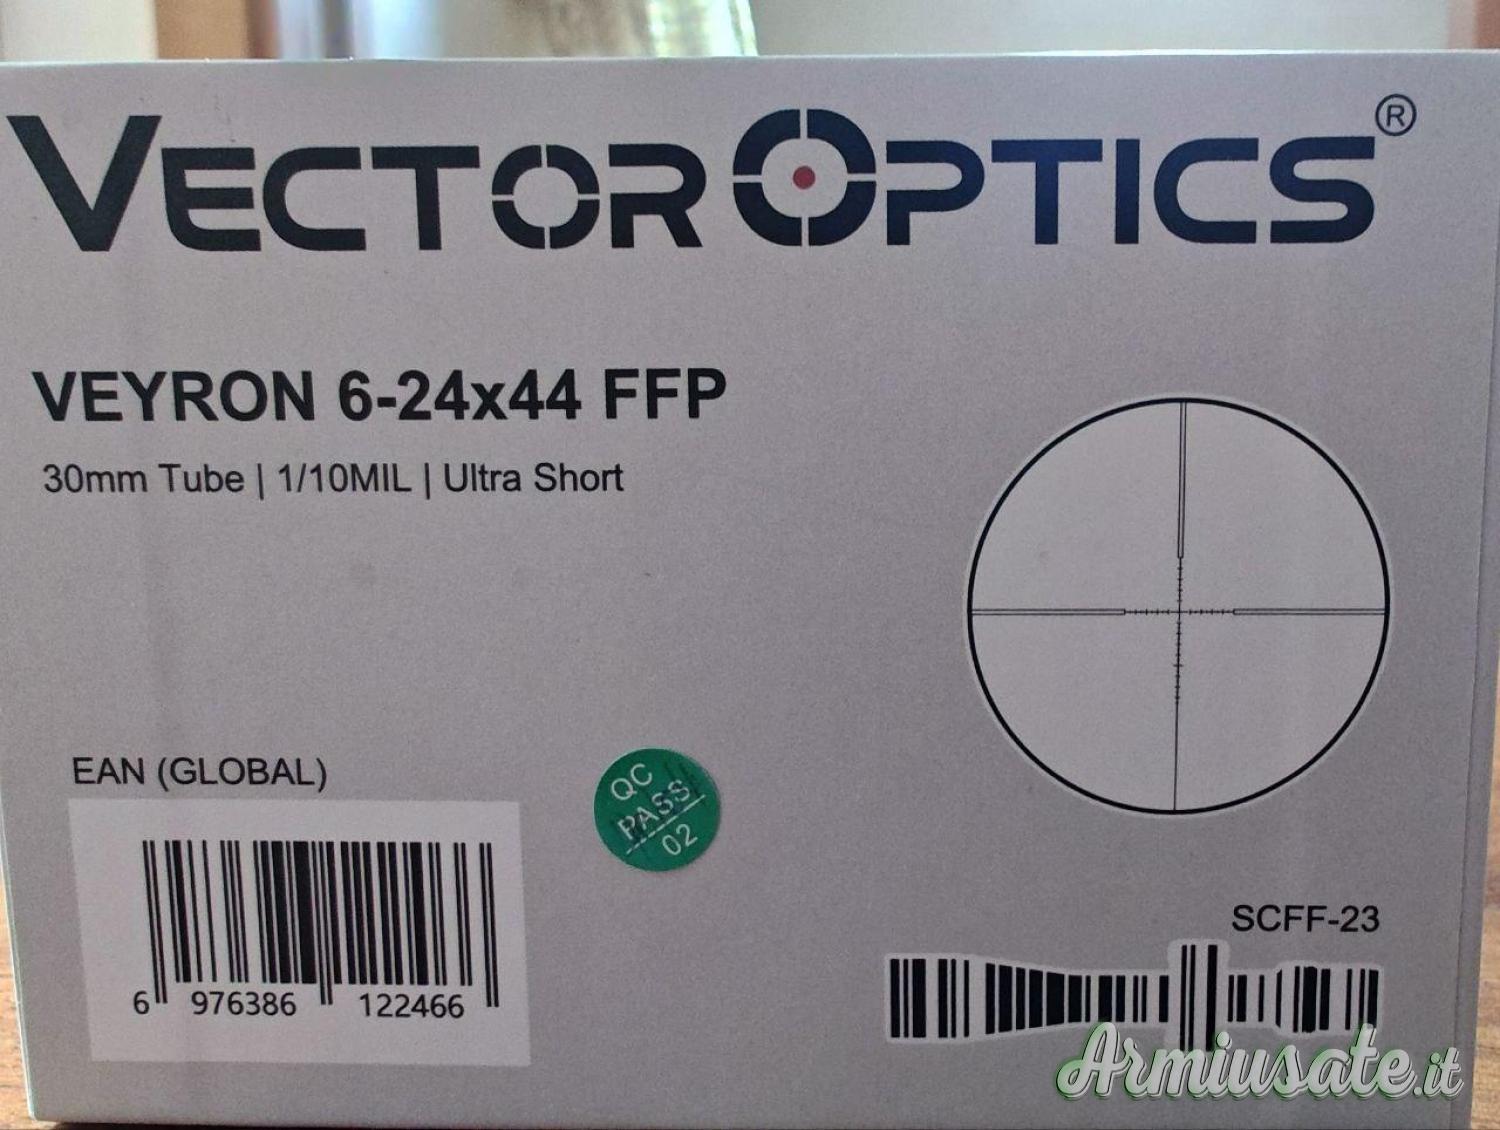 VECTOR OPTICS®
VEYRON 6-24x44 FFP
30mm Tube | 1/10MIL | Ultra Short
EAN (GLOBAL)
6 976386 122466
QC
PASS
02
SCFF-23
Armiusate.it